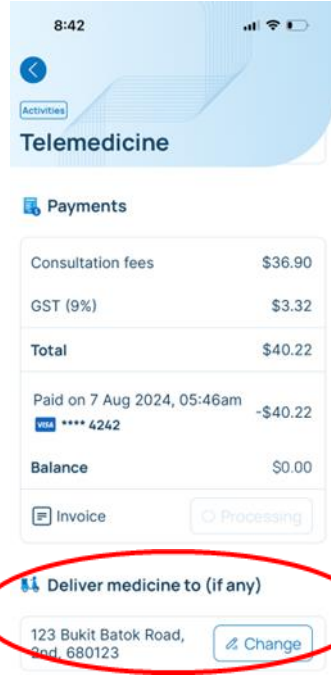 8:42
Activities
Telemedicine
Payments
Consultation fees $36.90
GST (9%) $3.32
Total $40.22
Paid on 7 Aug 2024, 05:46am -$40.22
VISA **** 4242
Balance $0.00
Invoice Processing
Deliver medicine to (if any)
123 Bukit Batok Road, Change
2nd, 680123